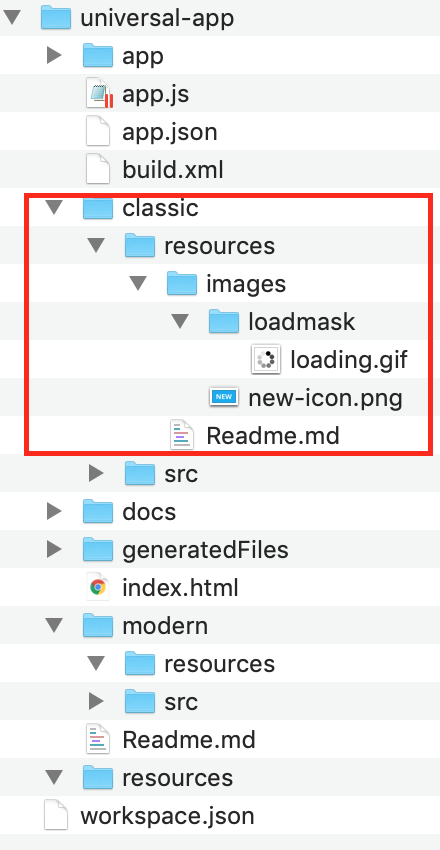 universal-app
app
app.js
app.json
build.xml
classic
resources
images
loadmask
loading.gif
NEW new-icon.png
Readme.md
src
docs
generatedFiles
index.html
modern
resources
src
Readme.md
resources
workspace.json